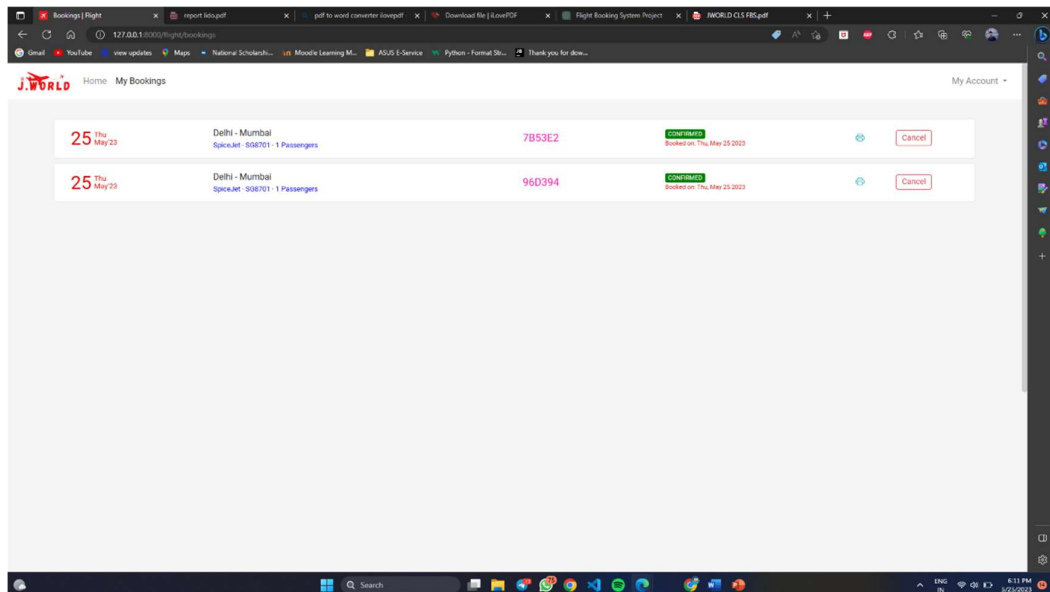 Bookings | Flight
report lido.pdf
pdf to word converter ilovepdf
Download file | iLovePDF
Flight Booking System Project
JWORLD CLS FBS.pdf
127.0.0.1:8000/flight/bookings
Gmail YouTube view updates Maps National Scholarshi... Moodle Learning M... ASUS E-Service Python - Format Str... Thank you for dow...
J.WORLD Home My Bookings My Account
25 Thu May'23 Delhi - Mumbai 7B53E2 CONFIRMED Cancel
SpiceJet · SG8701 · 1 Passengers Booked on: Thu, May 25 2023
25 Thu May'23 Delhi - Mumbai 96D394 CONFIRMED Cancel
SpiceJet · SG8701 · 1 Passengers Booked on: Thu, May 25 2023
Search
ENG
IN
6:11 PM
5/25/2023